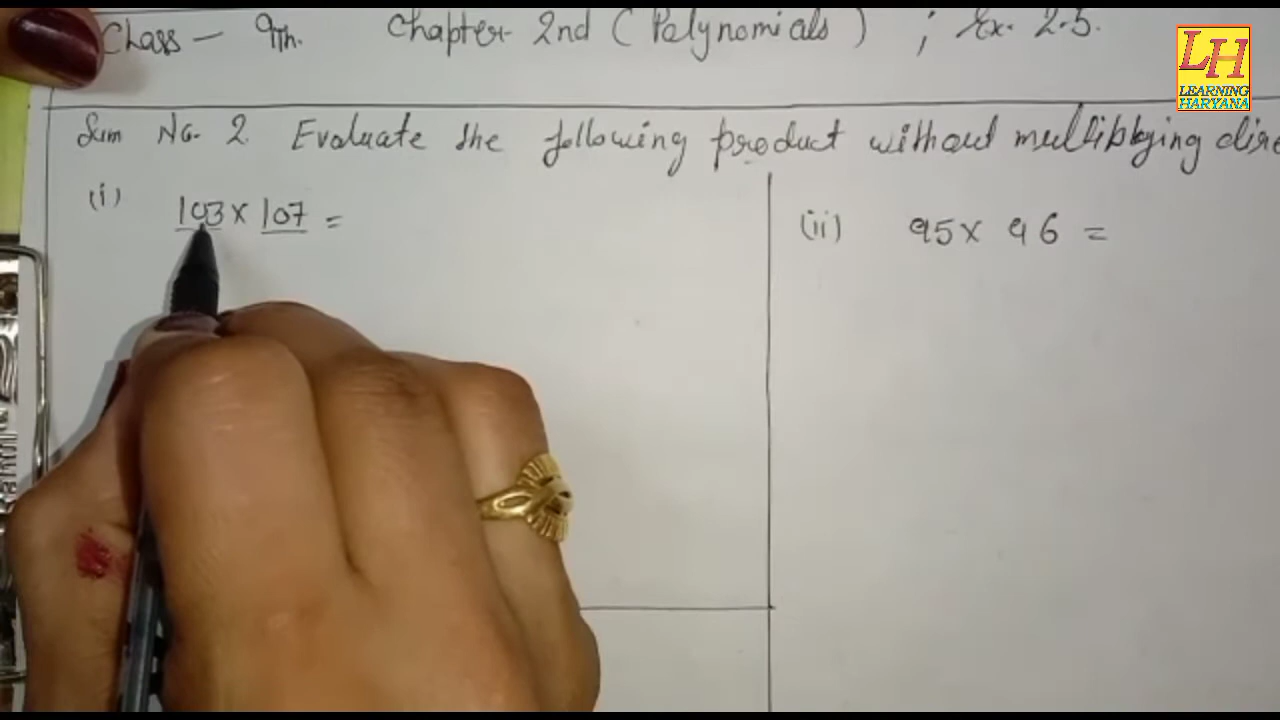 Class - 9th. Chapter- 2nd (Polynomials) ; Ex. 2.5.
LH
LEARNING
HARYANA
Sum No. 2. Evaluate the following product without multiplying dire
(i) 103 x 107 =
(ii) 95 x 96 =